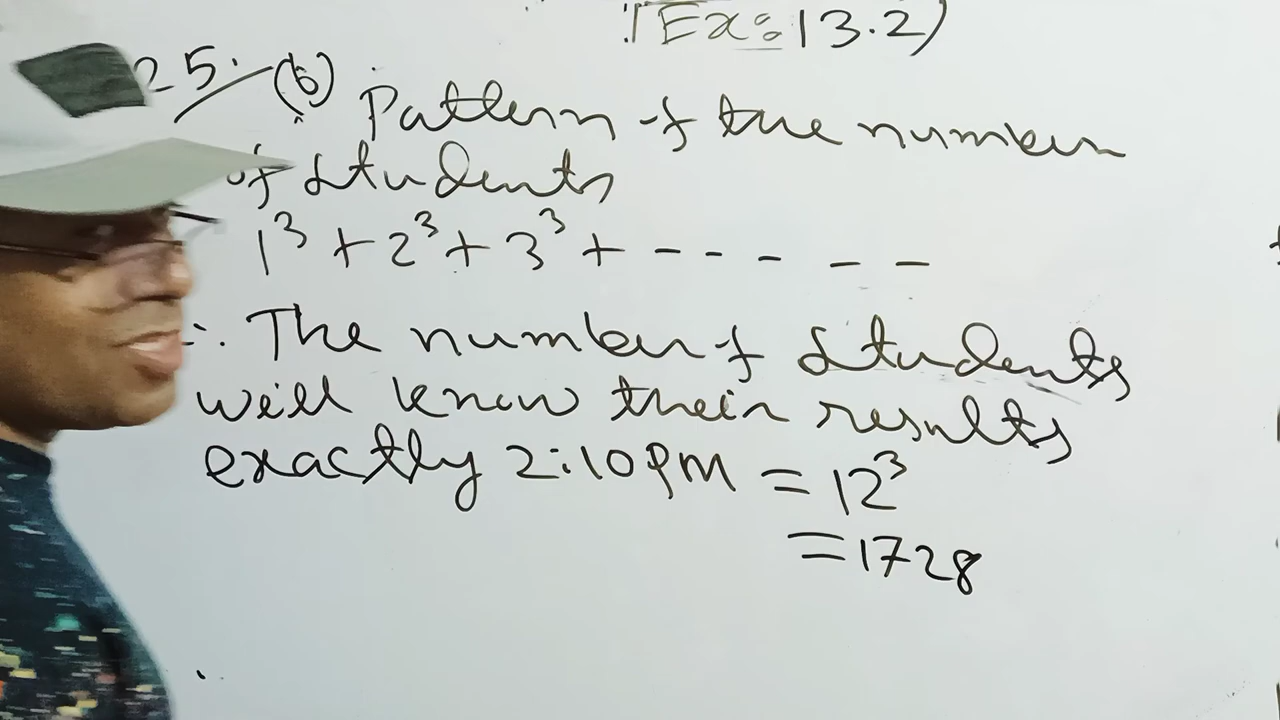 (Ex: 13.2)
25. (b) Pattern of the number
of students
1³ + 2³ + 3³ + - - - - -
∴ The number of students
will know their results
exactly 2:10 PM = 12³
= 1728